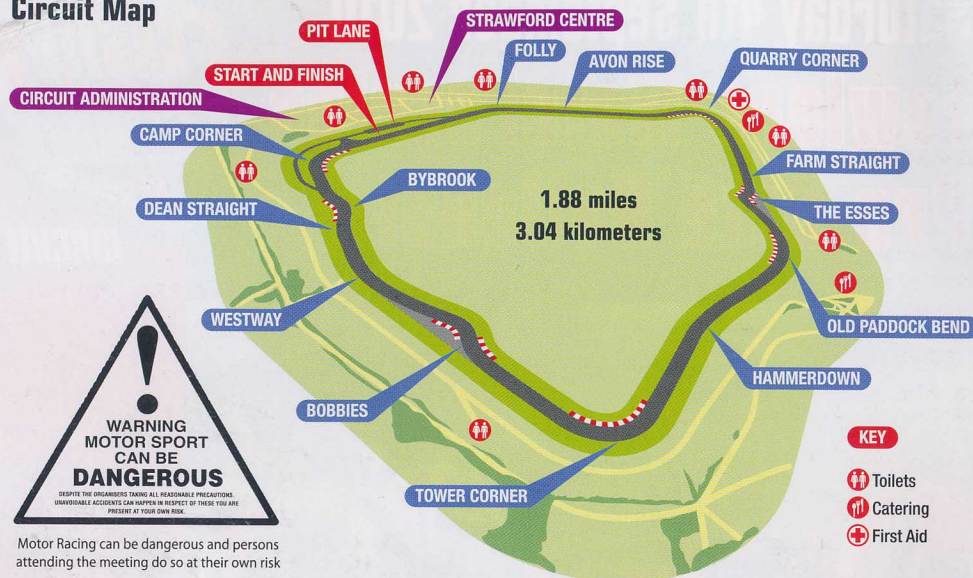 Circuit Map
STRAWFORD CENTRE
PIT LANE
FOLLY
AVON RISE
QUARRY CORNER
START AND FINISH
CIRCUIT ADMINISTRATION
CAMP CORNER
FARM STRAIGHT
BYBROOK
DEAN STRAIGHT
THE ESSES
1.88 miles
3.04 kilometers
WESTWAY
OLD PADDOCK BEND
HAMMERDOWN
BOBBIES
TOWER CORNER
WARNING
MOTOR SPORT
CAN BE
DANGEROUS
DESPITE THE ORGANISERS TAKING ALL REASONABLE PRECAUTIONS.
UNAVOIDABLE ACCIDENTS CAN HAPPEN IN RESPECT OF THESE YOU ARE
PRESENT AT YOUR OWN RISK.
Motor Racing can be dangerous and persons
attending the meeting do so at their own risk
KEY
Toilets
Catering
First Aid